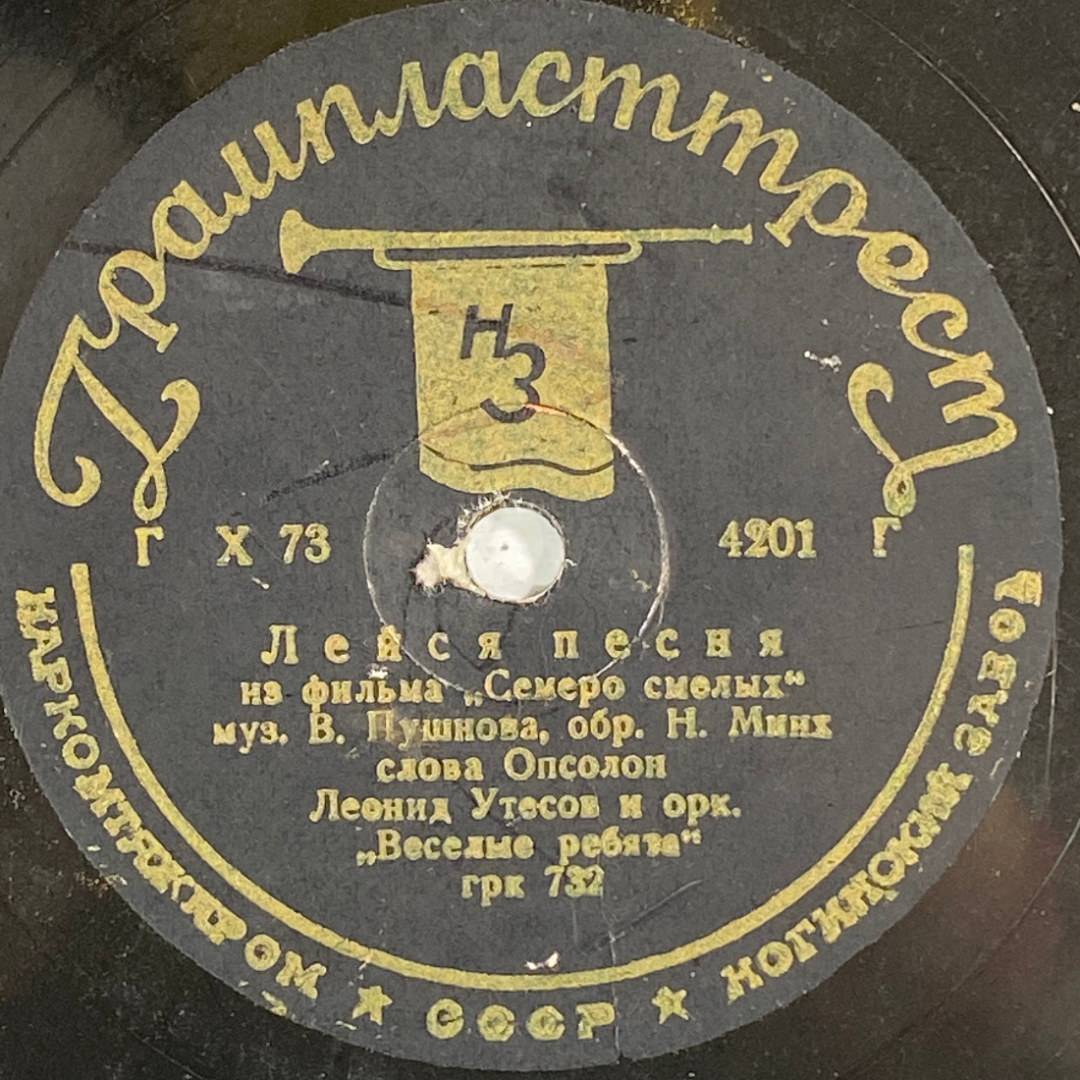 Грампласттрест
НЗ
Г Х 73 4201 Г
Лейся песня
из фильма „Семеро смелых“
муз. В. Пушнова, обр. Н. Минх
слова Опсолон
Леонид Утесов и орк.
„Веселые ребята“
грк 732
НАРКОМТЯЖПРОМ ★ СССР ★ НОГИНСКИЙ ЗАВОД